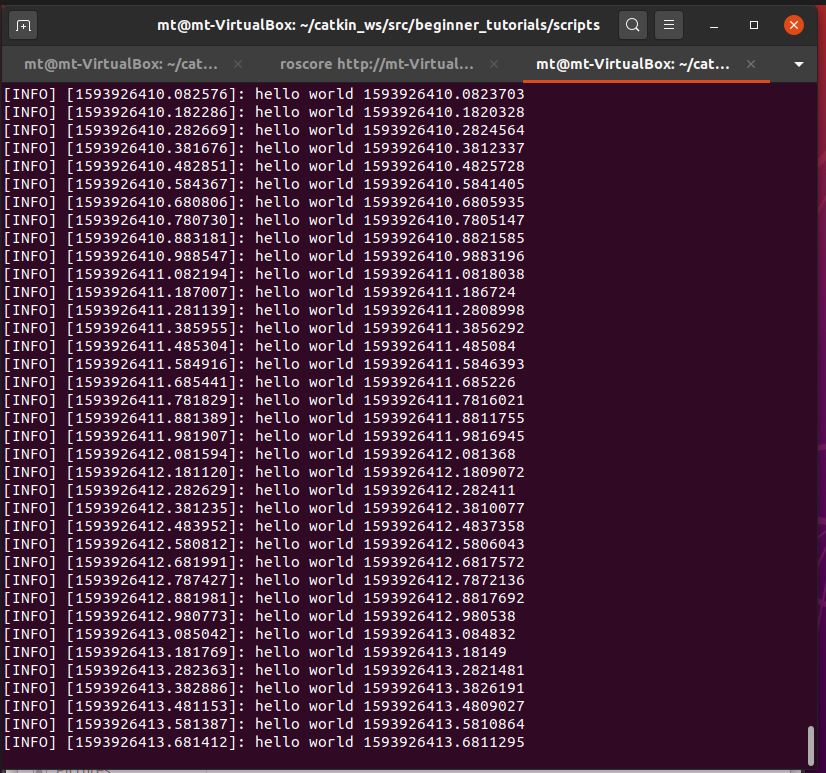 mt@mt-VirtualBox: ~/catkin_ws/src/beginner_tutorials/scripts
mt@mt-VirtualBox: ~/cat... × roscore http://mt-Virtual... × mt@mt-VirtualBox: ~/cat... ×
[INFO] [1593926410.082576]: hello world 1593926410.0823703
[INFO] [1593926410.182286]: hello world 1593926410.1820328
[INFO] [1593926410.282669]: hello world 1593926410.2824564
[INFO] [1593926410.381676]: hello world 1593926410.3812337
[INFO] [1593926410.482851]: hello world 1593926410.4825728
[INFO] [1593926410.584367]: hello world 1593926410.5841405
[INFO] [1593926410.680806]: hello world 1593926410.6805935
[INFO] [1593926410.780730]: hello world 1593926410.7805147
[INFO] [1593926410.883181]: hello world 1593926410.8821585
[INFO] [1593926410.988547]: hello world 1593926410.9883196
[INFO] [1593926411.082194]: hello world 1593926411.0818038
[INFO] [1593926411.187007]: hello world 1593926411.186724
[INFO] [1593926411.281139]: hello world 1593926411.2808998
[INFO] [1593926411.385955]: hello world 1593926411.3856292
[INFO] [1593926411.485304]: hello world 1593926411.485084
[INFO] [1593926411.584916]: hello world 1593926411.5846393
[INFO] [1593926411.685441]: hello world 1593926411.685226
[INFO] [1593926411.781829]: hello world 1593926411.7816021
[INFO] [1593926411.881389]: hello world 1593926411.8811755
[INFO] [1593926411.981907]: hello world 1593926411.9816945
[INFO] [1593926412.081594]: hello world 1593926412.081368
[INFO] [1593926412.181120]: hello world 1593926412.1809072
[INFO] [1593926412.282629]: hello world 1593926412.282411
[INFO] [1593926412.381235]: hello world 1593926412.3810077
[INFO] [1593926412.483952]: hello world 1593926412.4837358
[INFO] [1593926412.580812]: hello world 1593926412.5806043
[INFO] [1593926412.681991]: hello world 1593926412.6817572
[INFO] [1593926412.787427]: hello world 1593926412.7872136
[INFO] [1593926412.881981]: hello world 1593926412.8817692
[INFO] [1593926412.980773]: hello world 1593926412.980538
[INFO] [1593926413.085042]: hello world 1593926413.084832
[INFO] [1593926413.181769]: hello world 1593926413.18149
[INFO] [1593926413.282363]: hello world 1593926413.2821481
[INFO] [1593926413.382886]: hello world 1593926413.3826191
[INFO] [1593926413.481153]: hello world 1593926413.4809027
[INFO] [1593926413.581387]: hello world 1593926413.5810864
[INFO] [1593926413.681412]: hello world 1593926413.6811295